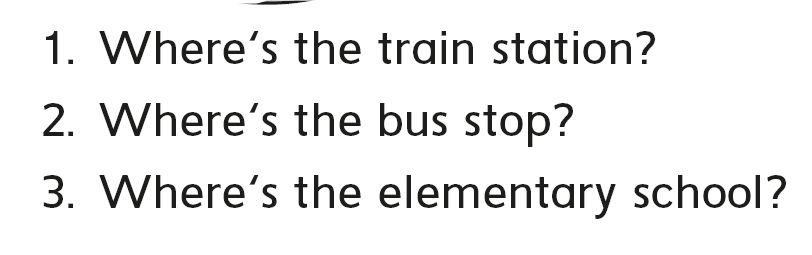 1. Where's the train station?
2. Where's the bus stop?
3. Where's the elementary school?